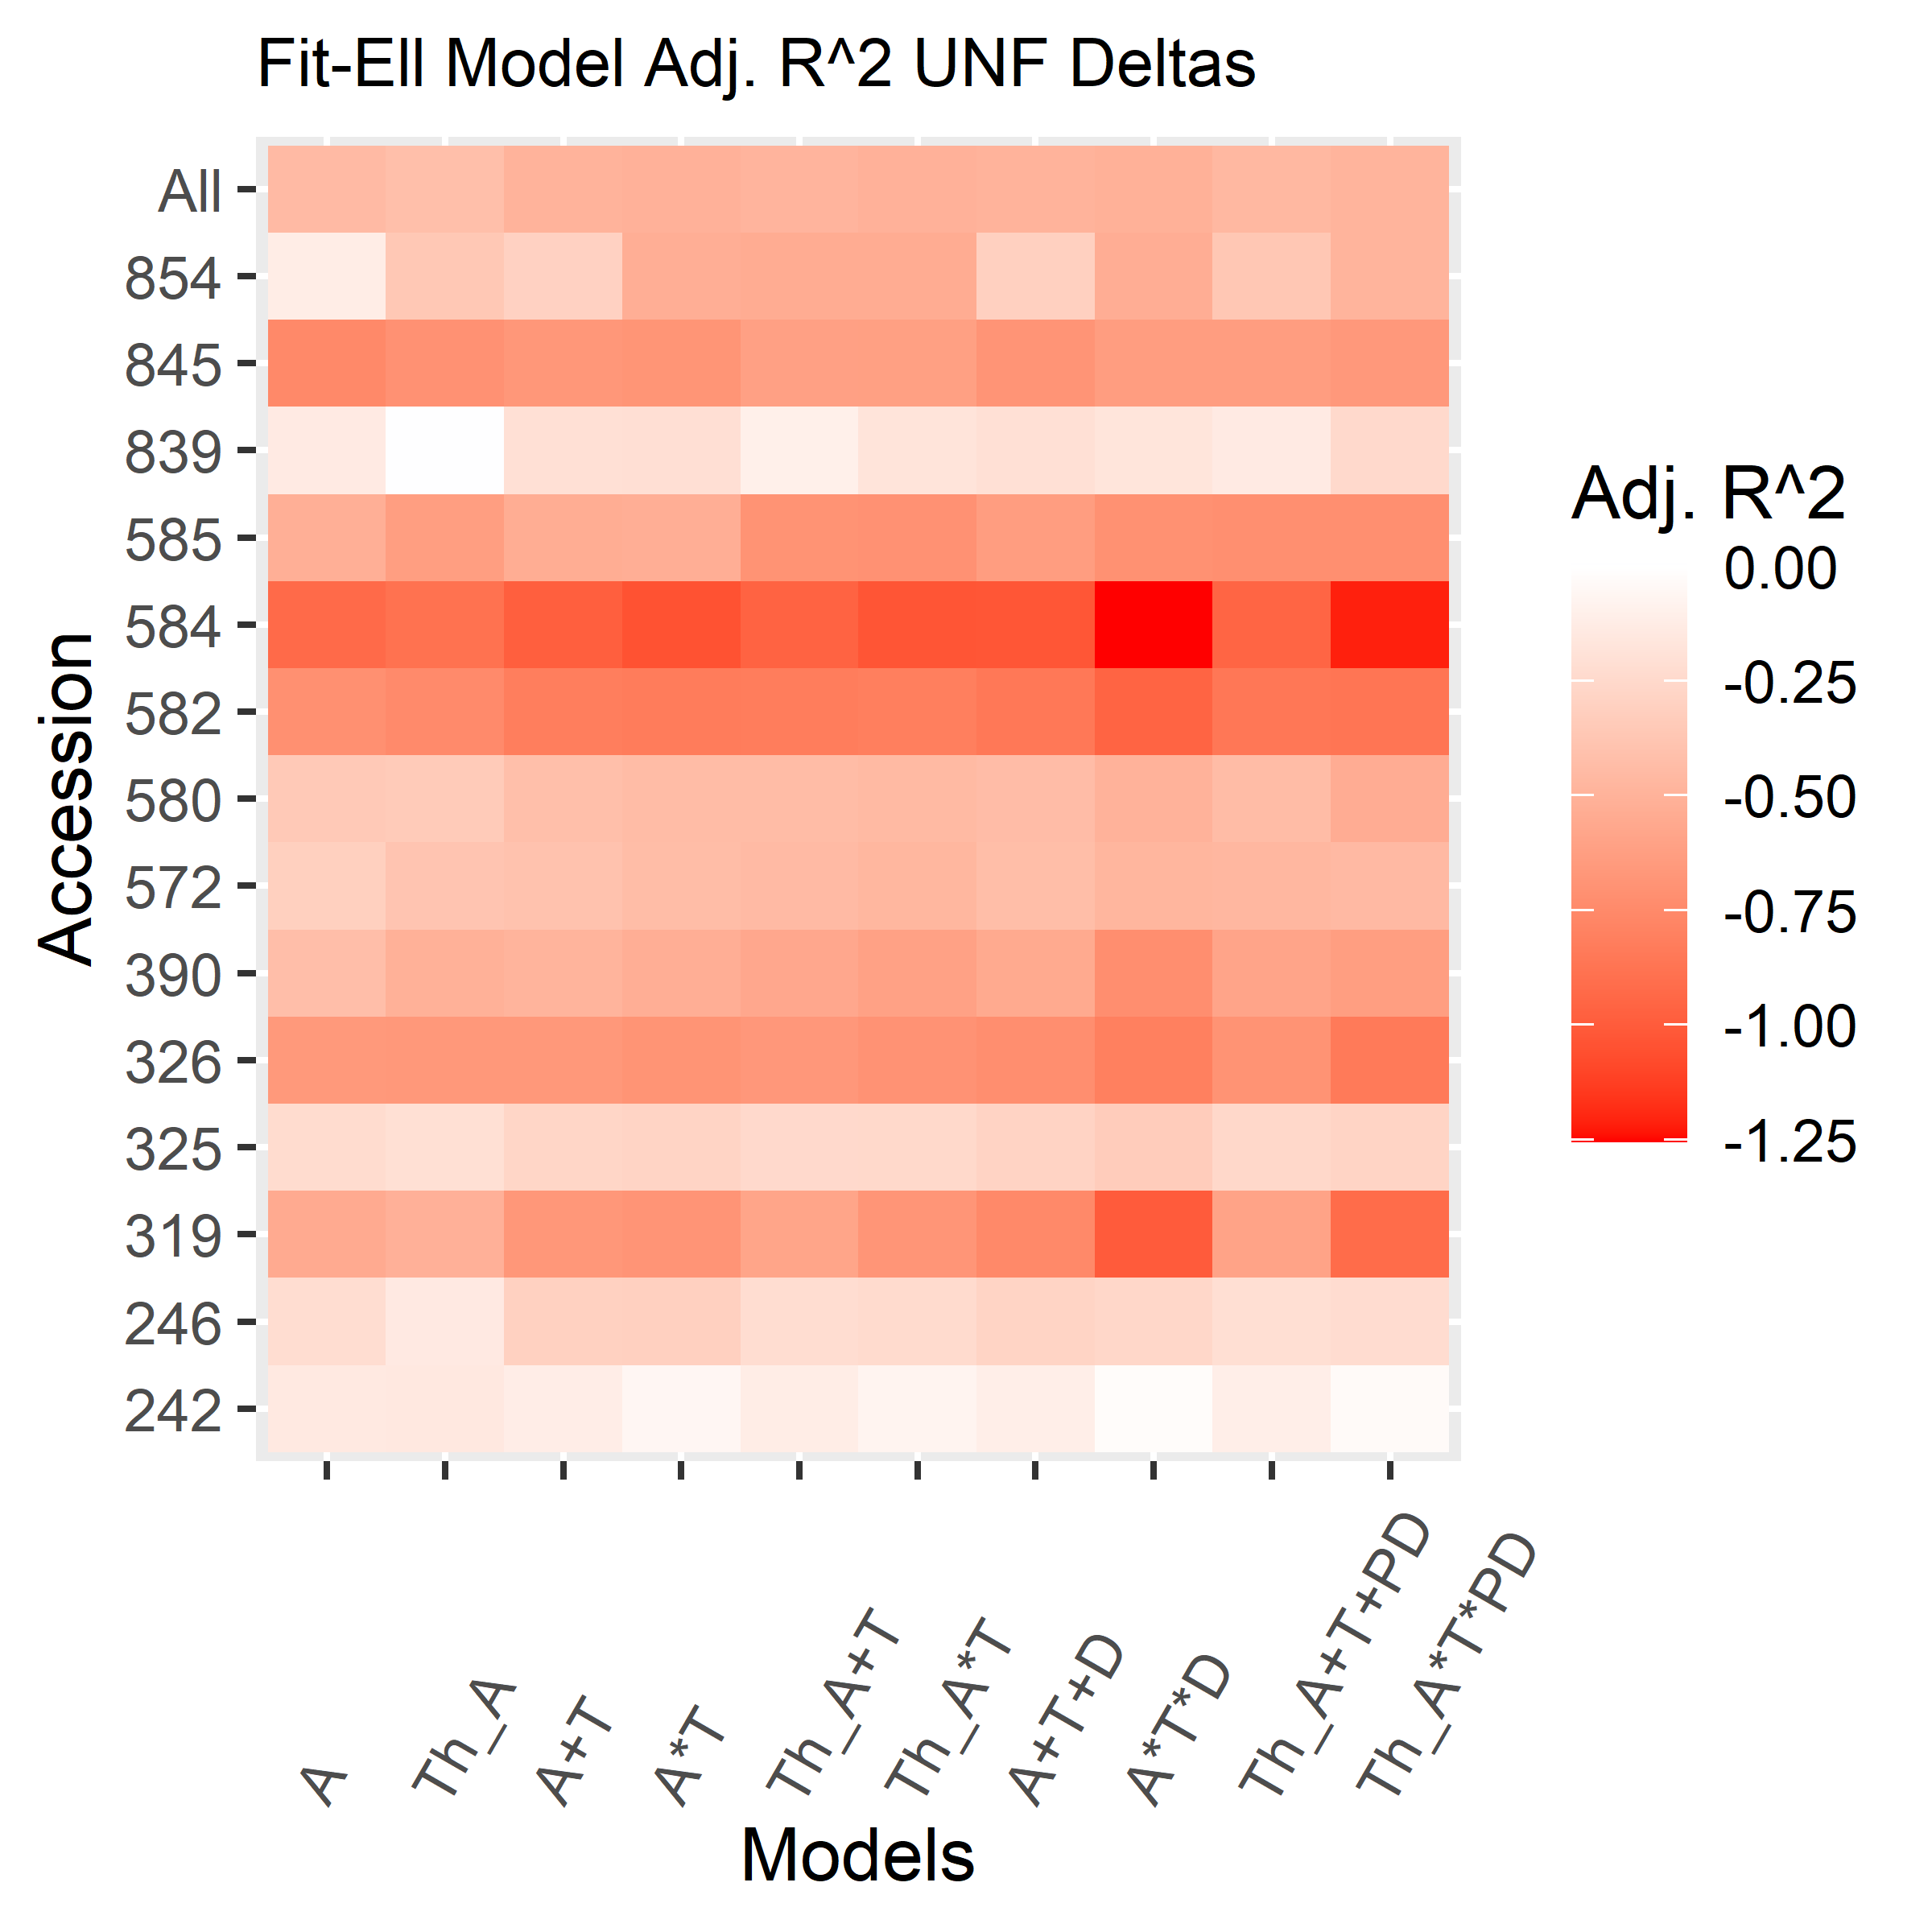 Fit-Ell Model Adj. R^2 UNF Deltas
Accession
All
854
845
839
585
584
582
580
572
390
326
325
319
246
242
A
Th_A
A+T
A*T
Th_A+T
Th_A*T
A+T+D
A*T*D
Th_A+T+PD
Th_A*T*PD
Models
Adj. R^2
0.00
-0.25
-0.50
-0.75
-1.00
-1.25